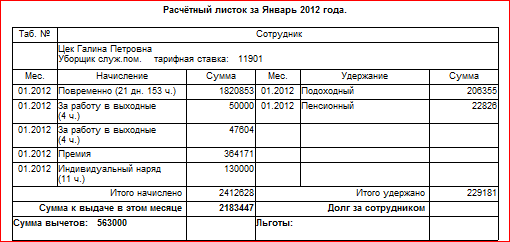 Расчётный листок за Январь 2012 года.
Таб. № Сотрудник
Цек Галина Петровна
Уборщик служ.пом. тарифная ставка: 11901
Мес. Начисление Сумма Мес. Удержание Сумма
01.2012 Повременно (21 дн. 153 ч.) 1820853 01.2012 Подоходный 206355
01.2012 За работу в выходные 50000 01.2012 Пенсионный 22826
(4 ч.)
01.2012 За работу в выходные 47604
(4 ч.)
01.2012 Премия 364171
01.2012 Индивидуальный наряд 130000
(11 ч.)
Итого начислено 2412628 Итого удержано 229181
Сумма к выдаче в этом месяце 2183447 Долг за сотрудником
Сумма вычетов: 563000 Льготы: